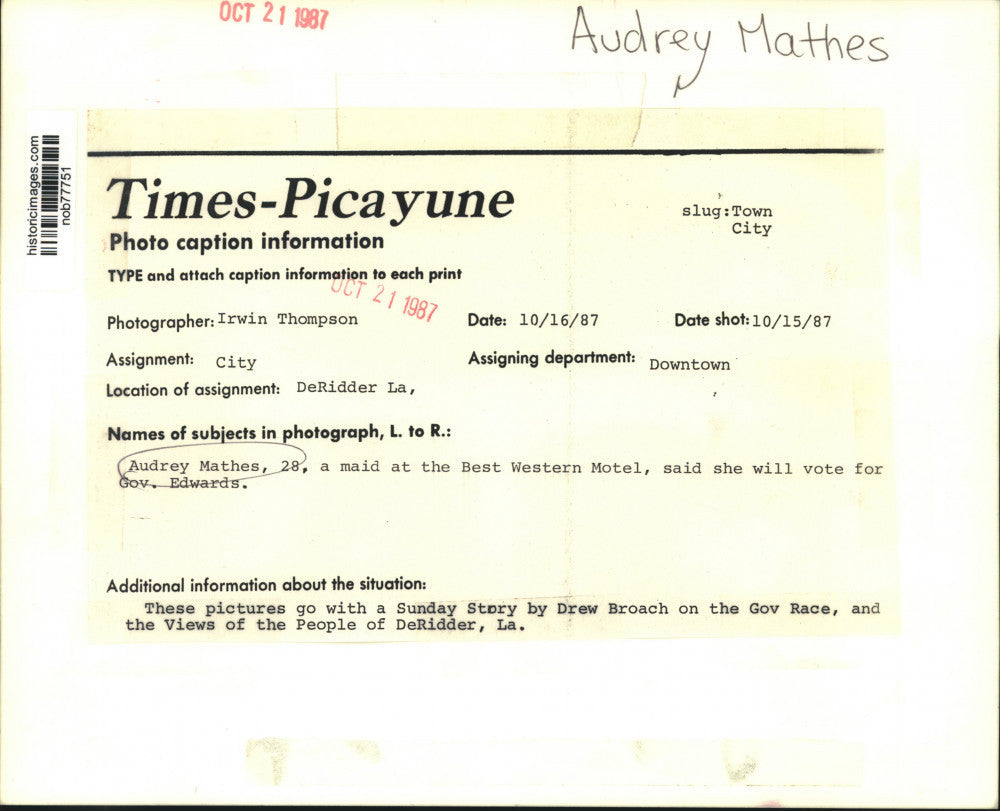 OCT 21 1987
Audrey Mathes
historicimages.com
nob77751
Times-Picayune
Photo caption information
TYPE and attach caption information to each print
slug:Town
City
OCT 21 1987
Photographer: Irwin Thompson Date: 10/16/87 Date shot: 10/15/87
Assignment: City Assigning department: Downtown
Location of assignment: DeRidder La,
Names of subjects in photograph, L. to R.:
Audrey Mathes, 28, a maid at the Best Western Motel, said she will vote for
Gov. Edwards.
Additional information about the situation:
These pictures go with a Sunday Story by Drew Broach on the Gov Race, and
the Views of the People of DeRidder, La.